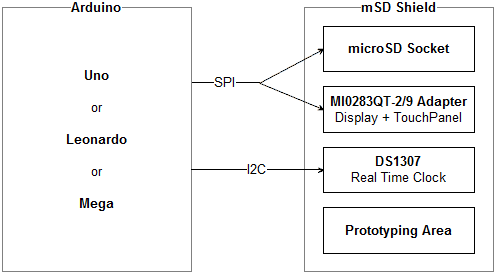 Arduino
mSD Shield
Uno
or
Leonardo
or
Mega
SPI
I2C
microSD Socket
MI0283QT-2/9 Adapter
Display + TouchPanel
DS1307
Real Time Clock
Prototyping Area